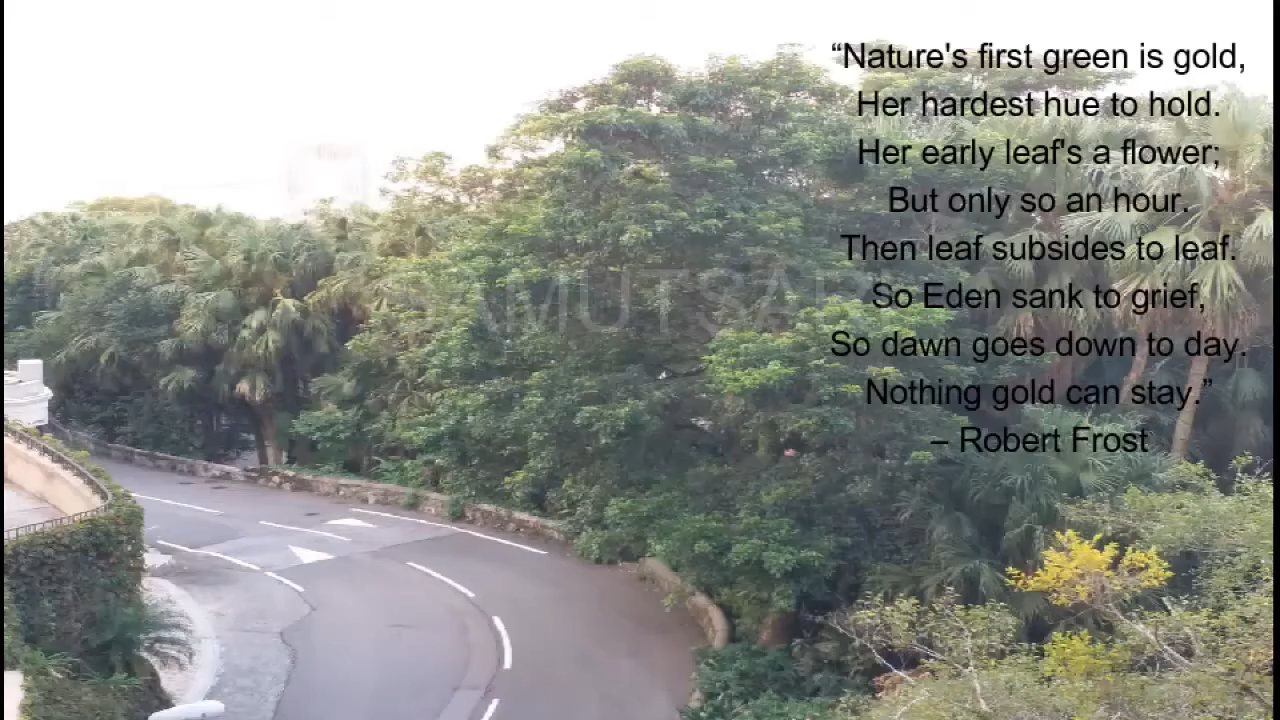 “Nature's first green is gold,
Her hardest hue to hold.
Her early leaf's a flower;
But only so an hour.
Then leaf subsides to leaf.
So Eden sank to grief,
So dawn goes down to day.
Nothing gold can stay.”
– Robert Frost